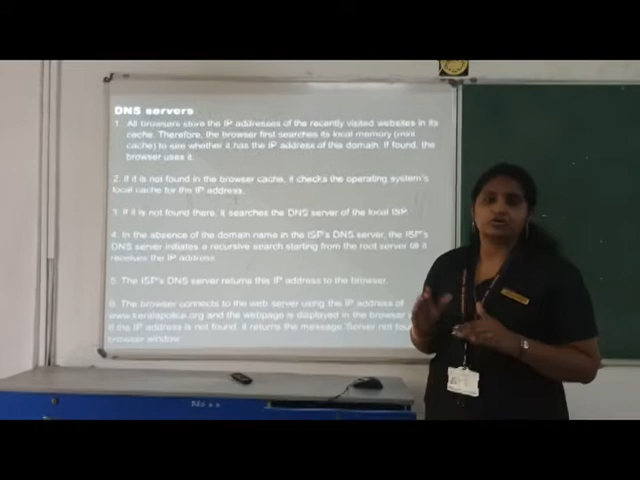 DNS servers
1. All browsers store the IP addresses of the recently visited websites in its
cache. Therefore, the browser first searches its local memory (mini
cache) to see whether it has the IP address of this domain. If found, the
browser uses it.
2. If it is not found in the browser cache, it checks the operating system's
local cache for the IP address.
3. If it is not found there, it searches the DNS server of the local ISP.
4. In the absence of the domain name in the ISP's DNS server, the ISP's
DNS server initiates a recursive search starting from the root server till it
receives the IP address.
5. The ISP's DNS server returns this IP address to the browser.
6. The browser connects to the web server using the IP address of
www.keralapolice.org and the webpage is displayed in the browser
If the IP address is not found, it returns the message 'Server not
browser window.